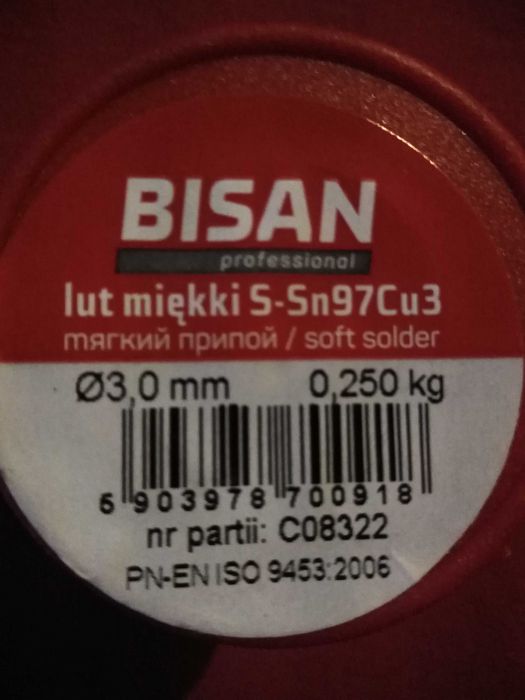 BISAN
professional
lut miękki S-Sn97Cu3
мягкий припой / soft solder
Ø3,0 mm 0,250 kg
5 903978 700918
nr partii: C08322
PN-EN ISO 9453:2006